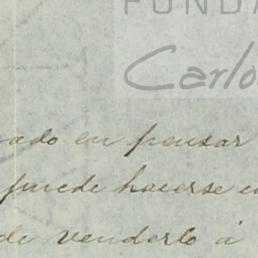 FUNDA
Carlo
ado en pensar
puede hacerse
de venderlo á